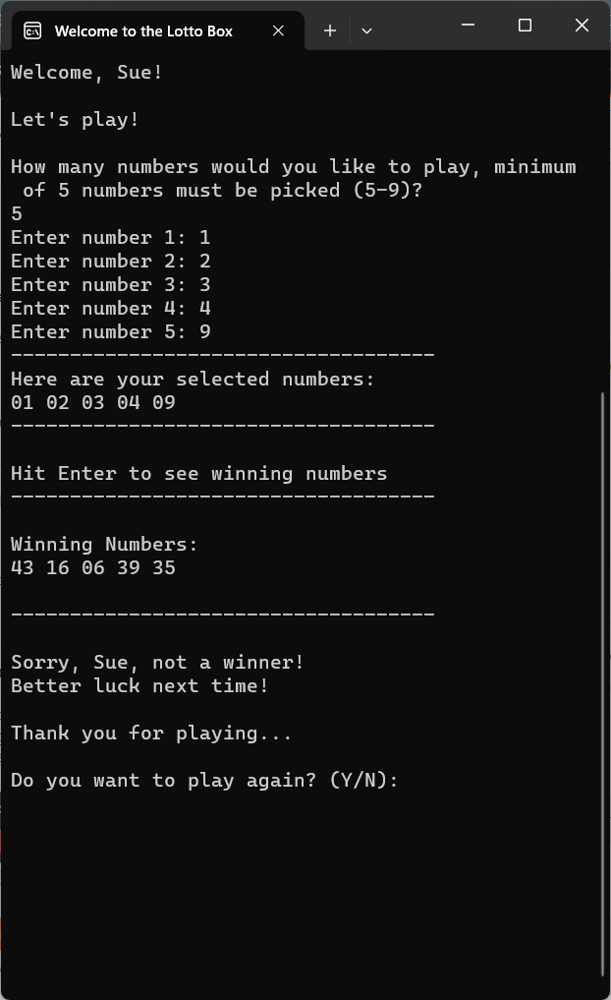 Welcome to the Lotto Box
Welcome, Sue!
Let's play!
How many numbers would you like to play, minimum
of 5 numbers must be picked (5-9)?
5
Enter number 1: 1
Enter number 2: 2
Enter number 3: 3
Enter number 4: 4
Enter number 5: 9
------------------------------------
Here are your selected numbers:
01 02 03 04 09
------------------------------------
Hit Enter to see winning numbers
------------------------------------
Winning Numbers:
43 16 06 39 35
------------------------------------
Sorry, Sue, not a winner!
Better luck next time!
Thank you for playing...
Do you want to play again? (Y/N):